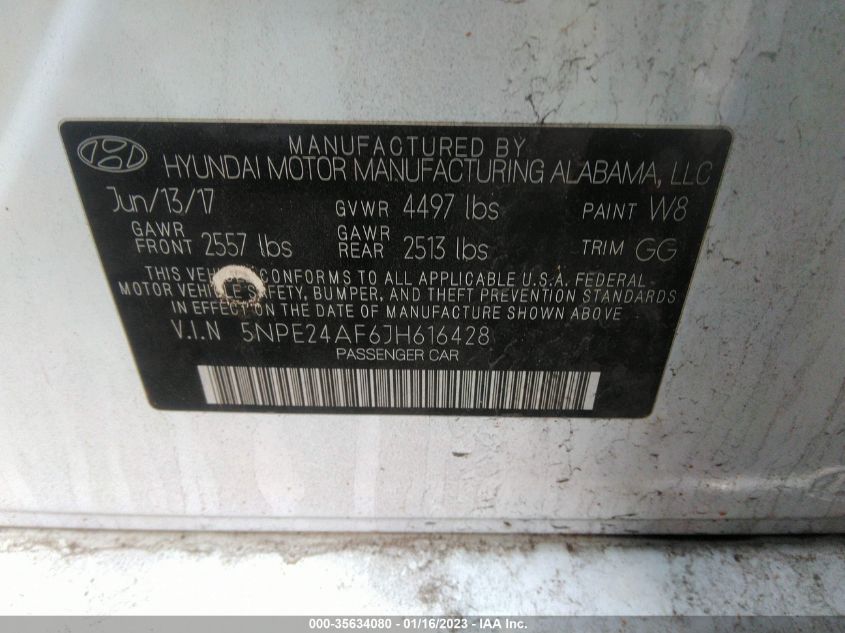 MANUFACTURED BY
HYUNDAI MOTOR MANUFACTURING ALABAMA, LLC
Jun/13/17 GVWR 4497 lbs PAINT W8
GAWR FRONT 2557 lbs GAWR REAR 2513 lbs TRIM GG
THIS CONFORMS TO ALL APPLICABLE U.S.A. FEDERAL
MOTOR VEHICLE SAFETY, BUMPER, AND THEFT PREVENTION STANDARDS
IN EFFECT ON THE DATE OF MANUFACTURE SHOWN ABOVE
V.I.N 5NPE24AF6JH616428
PASSENGER CAR
000-35634080 - 01/16/2023 - IAA Inc.